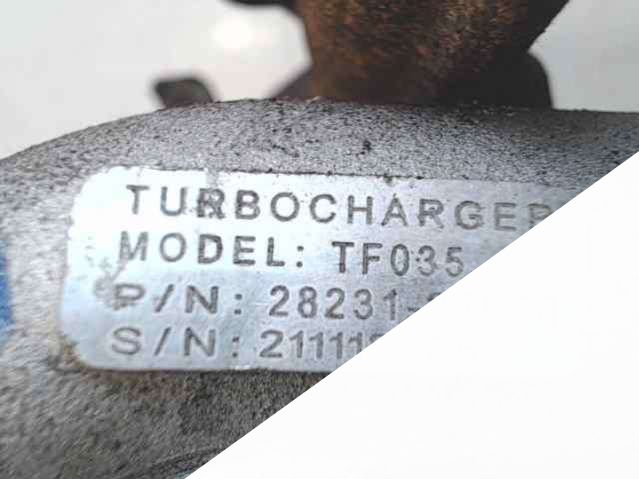 TURBOCHARGER
MODEL: TF035
P/N: 28231-
S/N: 21111